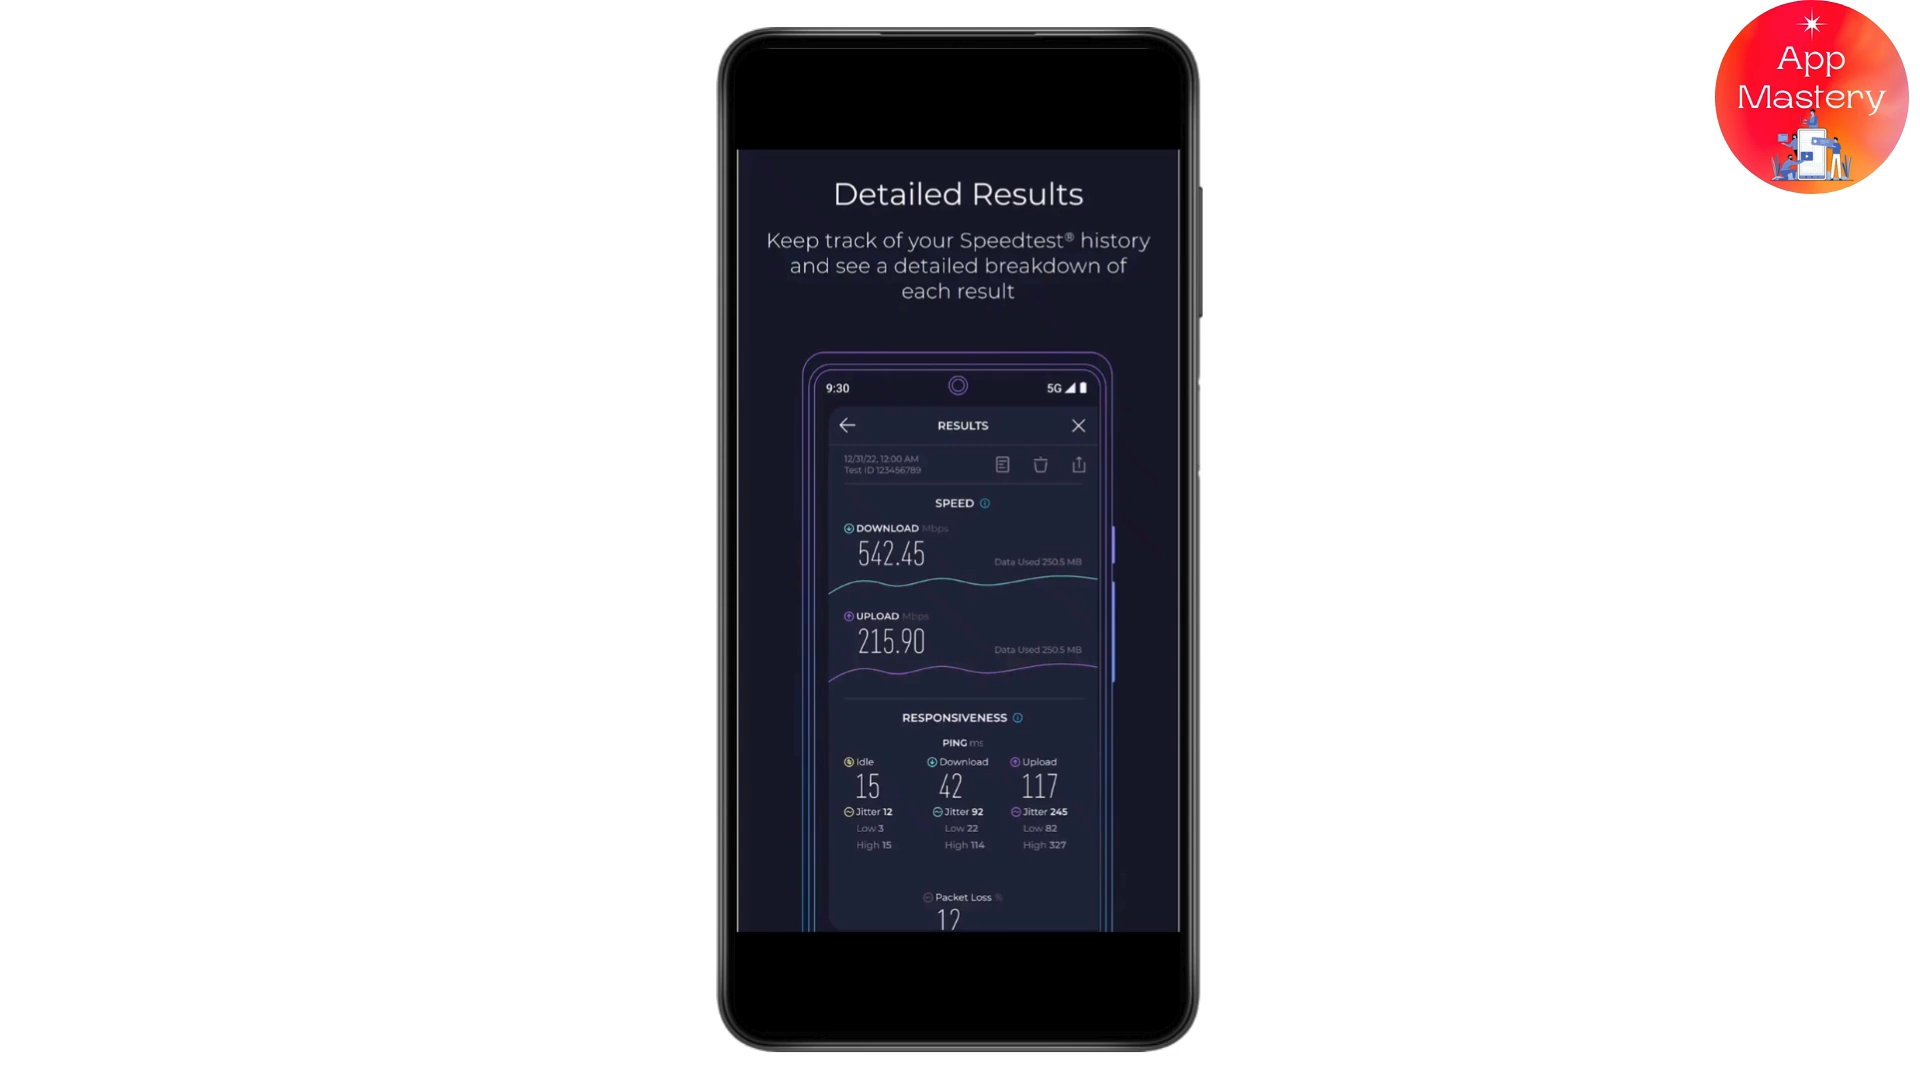 App
Mastery
Detailed Results
Keep track of your Speedtest® history
and see a detailed breakdown of
each result
9:30
5G
RESULTS
12/31/22, 12:00 AM
Test ID 123456789
SPEED
DOWNLOAD Mbps
542.45
Data Used 250.5 MB
UPLOAD Mbps
215.90
Data Used 250.5 MB
RESPONSIVENESS
PING ms
Idle Download Upload
15 42 117
Jitter 12 Jitter 92 Jitter 245
Low 3 Low 22 Low 82
High 15 High 114 High 327
Packet Loss %
12